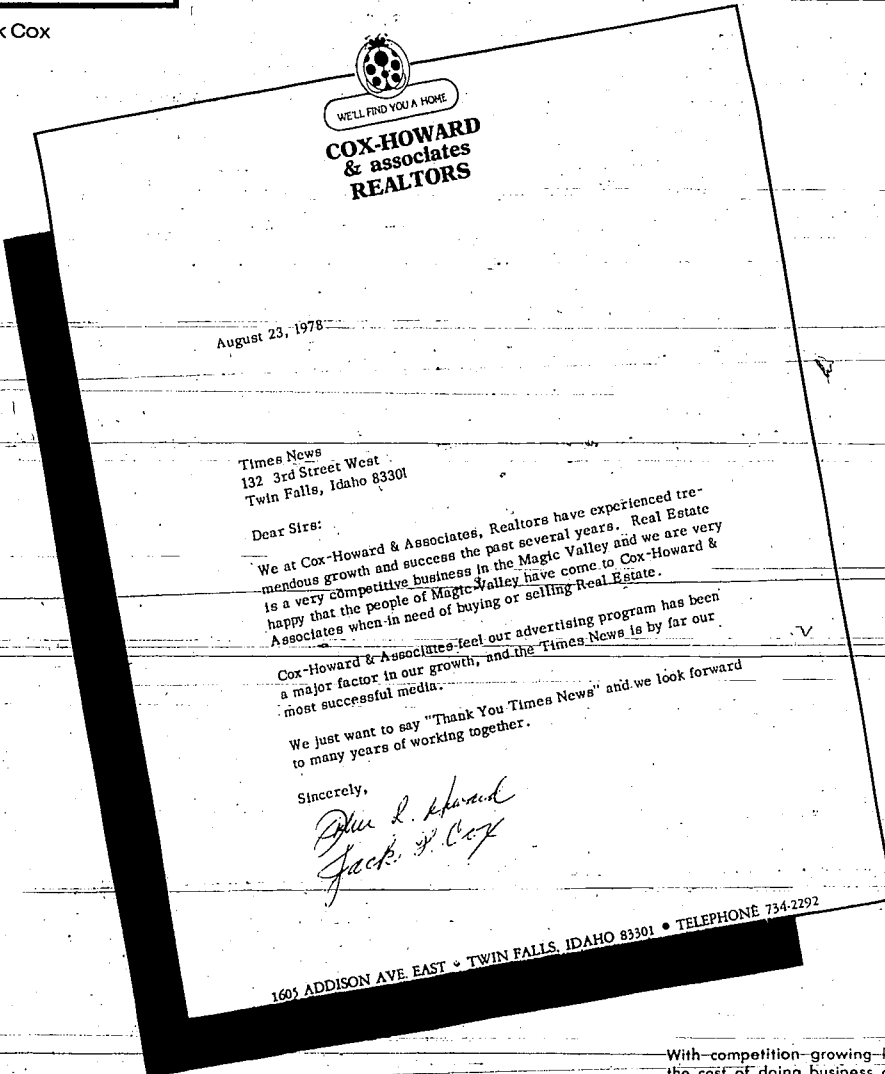 k Cox
WE'LL FIND YOU A HOME
COX-HOWARD
& associates
REALTORS
August 23, 1978
Times News
132 3rd Street West
Twin Falls, Idaho 83301
Dear Sirs:
We at Cox-Howard & Associates, Realtors have experienced tre-
mendous growth and success the past several years. Real Estate
is a very competitive business in the Magic Valley and we are very
happy that the people of Magic Valley have come to Cox-Howard &
Associates when in need of buying or selling Real Estate.
Cox-Howard & Associates feel our advertising program has been
a major factor in our growth, and the Times News is by far our
most successful media.
We just want to say "Thank You Times News" and we look forward
to many years of working together.
Sincerely,
Howard
Jack Cox
1605 ADDISON AVE. EAST • TWIN FALLS, IDAHO 83301 • TELEPHONE 734-2292
With competition growing
the cost of doing business